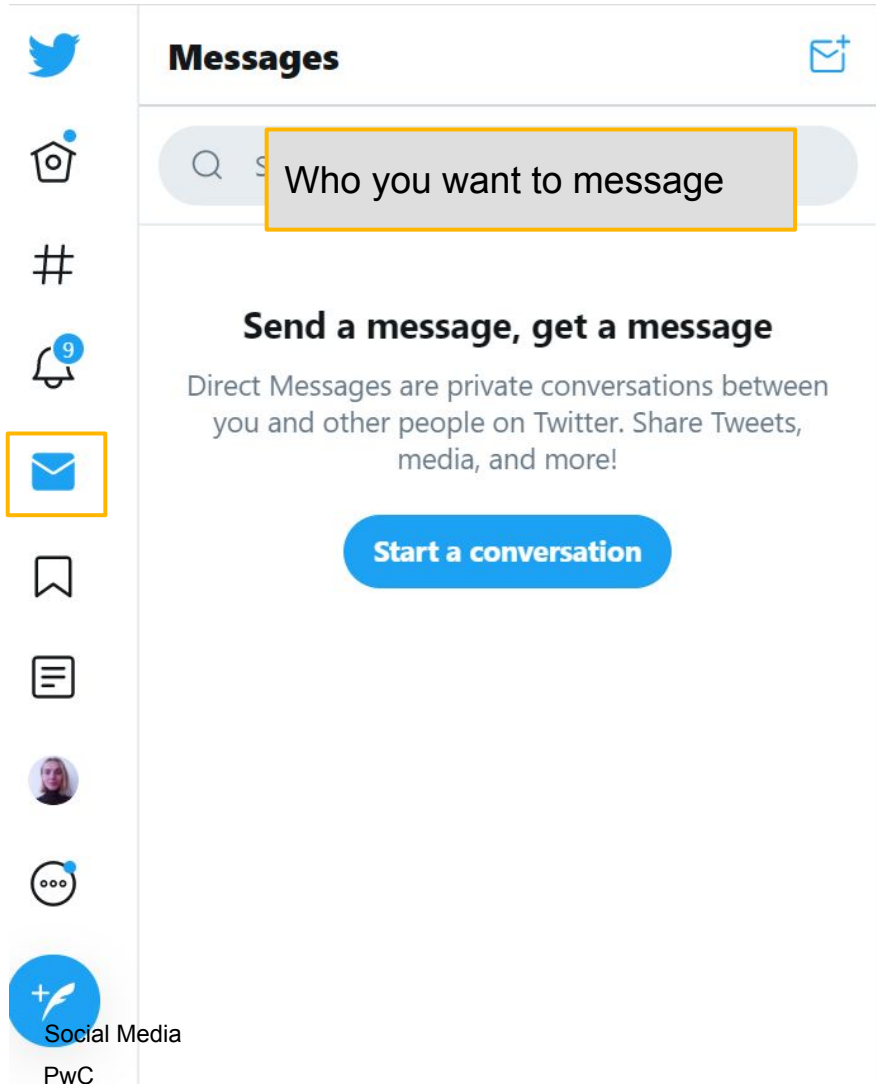 Messages
S
Who you want to message
Send a message, get a message
9
Direct Messages are private conversations between
you and other people on Twitter. Share Tweets,
media, and more!
Start a conversation
Social Media
PwC